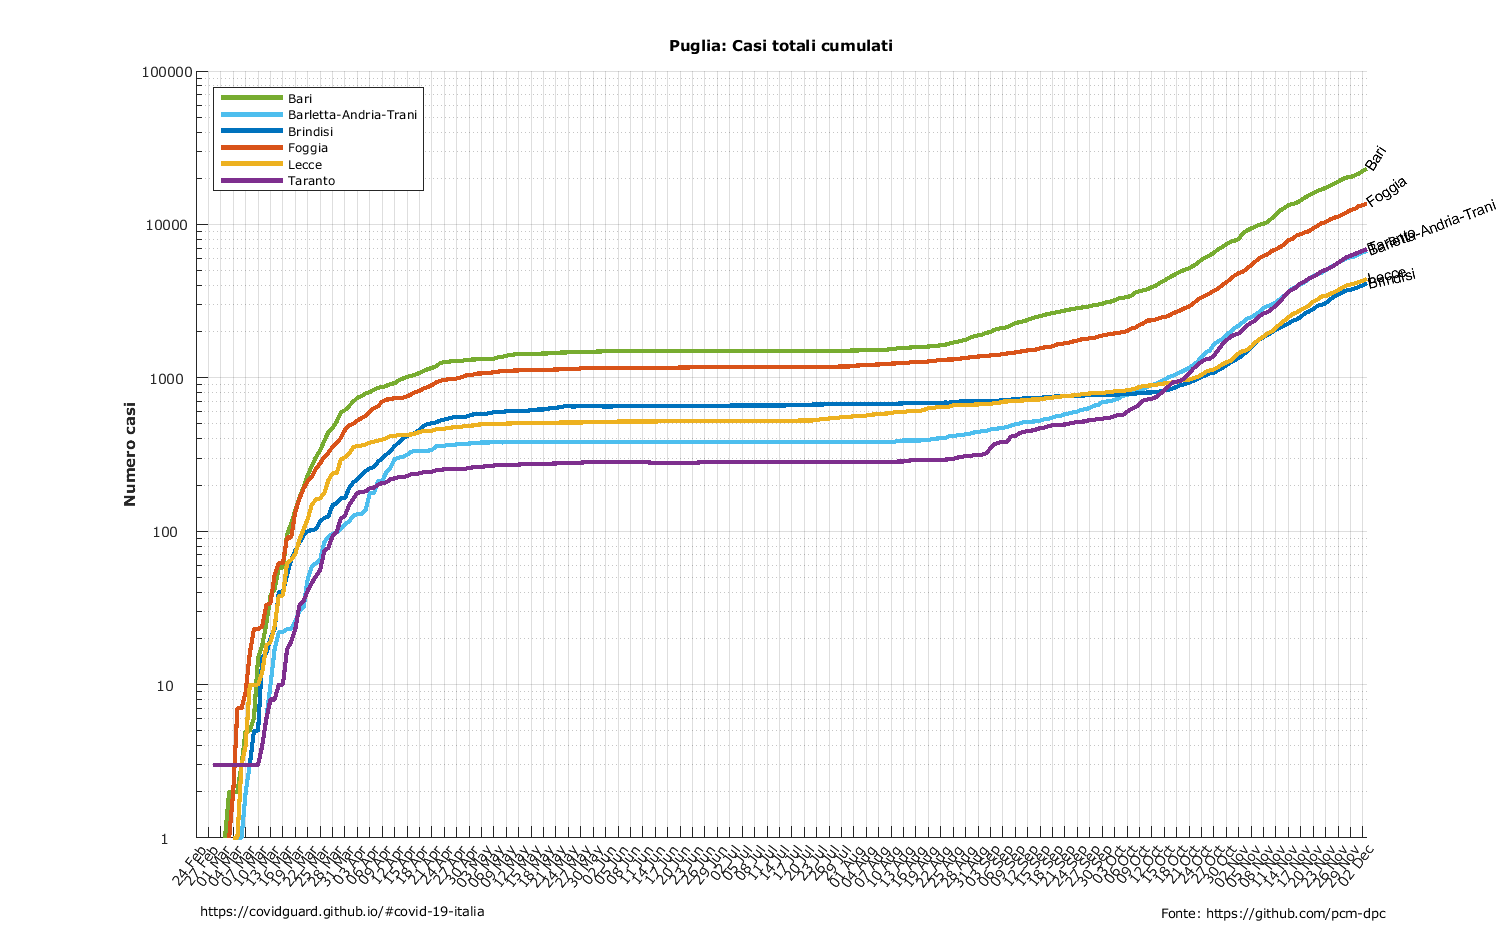 Puglia: Casi totali cumulati
100000
10000
1000
100
10
1
Numero casi
Bari
Barletta-Andria-Trani
Brindisi
Foggia
Lecce
Taranto
Bari
Foggia
Taranto
Barletta-Andria-Trani
Lecce
Brindisi
24 Feb
27 Feb
01 Mar
04 Mar
07 Mar
10 Mar
13 Mar
16 Mar
19 Mar
22 Mar
25 Mar
28 Mar
31 Mar
03 Apr
06 Apr
09 Apr
12 Apr
15 Apr
18 Apr
21 Apr
24 Apr
27 Apr
30 Apr
03 May
06 May
09 May
12 May
15 May
18 May
21 May
24 May
27 May
30 May
02 Jun
05 Jun
08 Jun
11 Jun
14 Jun
17 Jun
20 Jun
23 Jun
26 Jun
29 Jun
02 Jul
05 Jul
08 Jul
11 Jul
14 Jul
17 Jul
20 Jul
23 Jul
26 Jul
29 Jul
01 Aug
04 Aug
07 Aug
10 Aug
13 Aug
16 Aug
19 Aug
22 Aug
25 Aug
28 Aug
31 Aug
03 Sep
06 Sep
09 Sep
12 Sep
15 Sep
18 Sep
21 Sep
24 Sep
27 Sep
30 Sep
03 Oct
06 Oct
09 Oct
12 Oct
15 Oct
18 Oct
21 Oct
24 Oct
27 Oct
30 Oct
02 Nov
05 Nov
08 Nov
11 Nov
14 Nov
17 Nov
20 Nov
23 Nov
26 Nov
29 Nov
02 Dec
https://covidguard.github.io/#covid-19-italia
Fonte: https://github.com/pcm-dpc